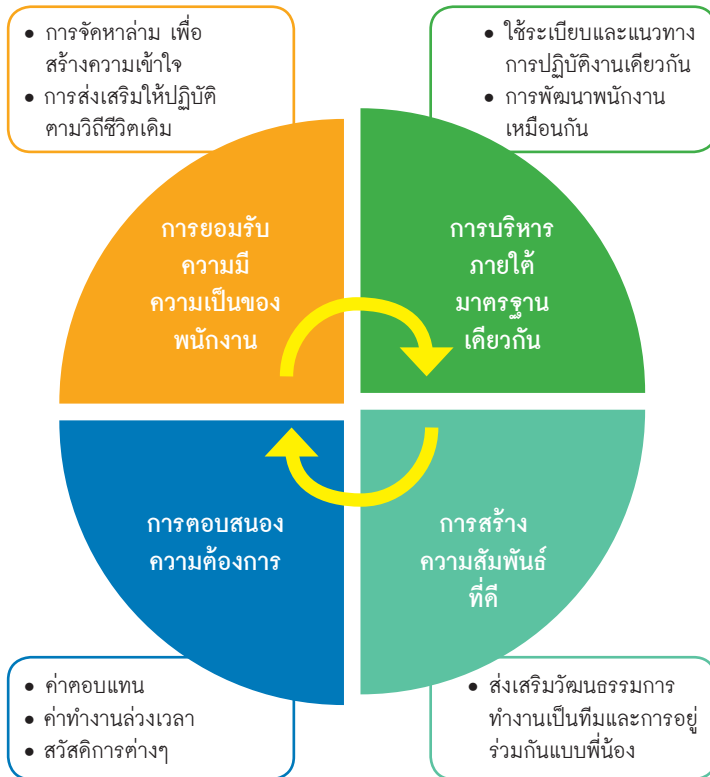 • การจัดหาล่าม เพื่อ
สร้างความเข้าใจ
• การส่งเสริมให้ปฏิบัติ
ตามวิถีชีวิตเดิม
• ใช้ระเบียบและแนวทาง
การปฏิบัติงานเดียวกัน
• การพัฒนาพนักงาน
เหมือนกัน
การยอมรับ
ความมี
ความเป็นของ
พนักงาน
การบริหาร
ภายใต้
มาตรฐาน
เดียวกัน
การตอบสนอง
ความต้องการ
การสร้าง
ความสัมพันธ์
ที่ดี
• ค่าตอบแทน
• ค่าทำงานล่วงเวลา
• สวัสดิการต่างๆ
• ส่งเสริมวัฒนธรรมการ
ทำงานเป็นทีมและการอยู่
ร่วมกันแบบพี่น้อง